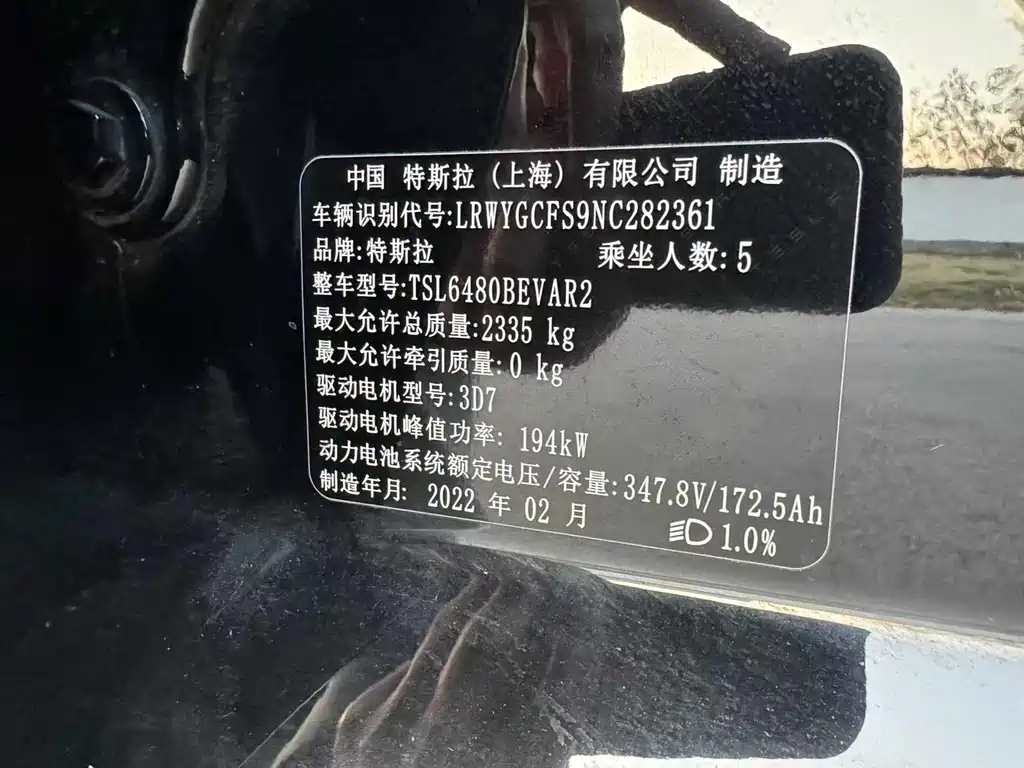 中国 特斯拉 (上海) 有限公司 制造
车辆识别代号:LRWYGCFS9NC282361
品牌:特斯拉 乘坐人数:5
整车型号:TSL6480BEVAR2
最大允许总质量:2335 kg
最大允许牵引质量:0 kg
驱动电机型号:3D7
驱动电机峰值功率: 194kW
动力电池系统额定电压/容量:347.8V/172.5Ah
制造年月: 2022 年 02 月 1.0%